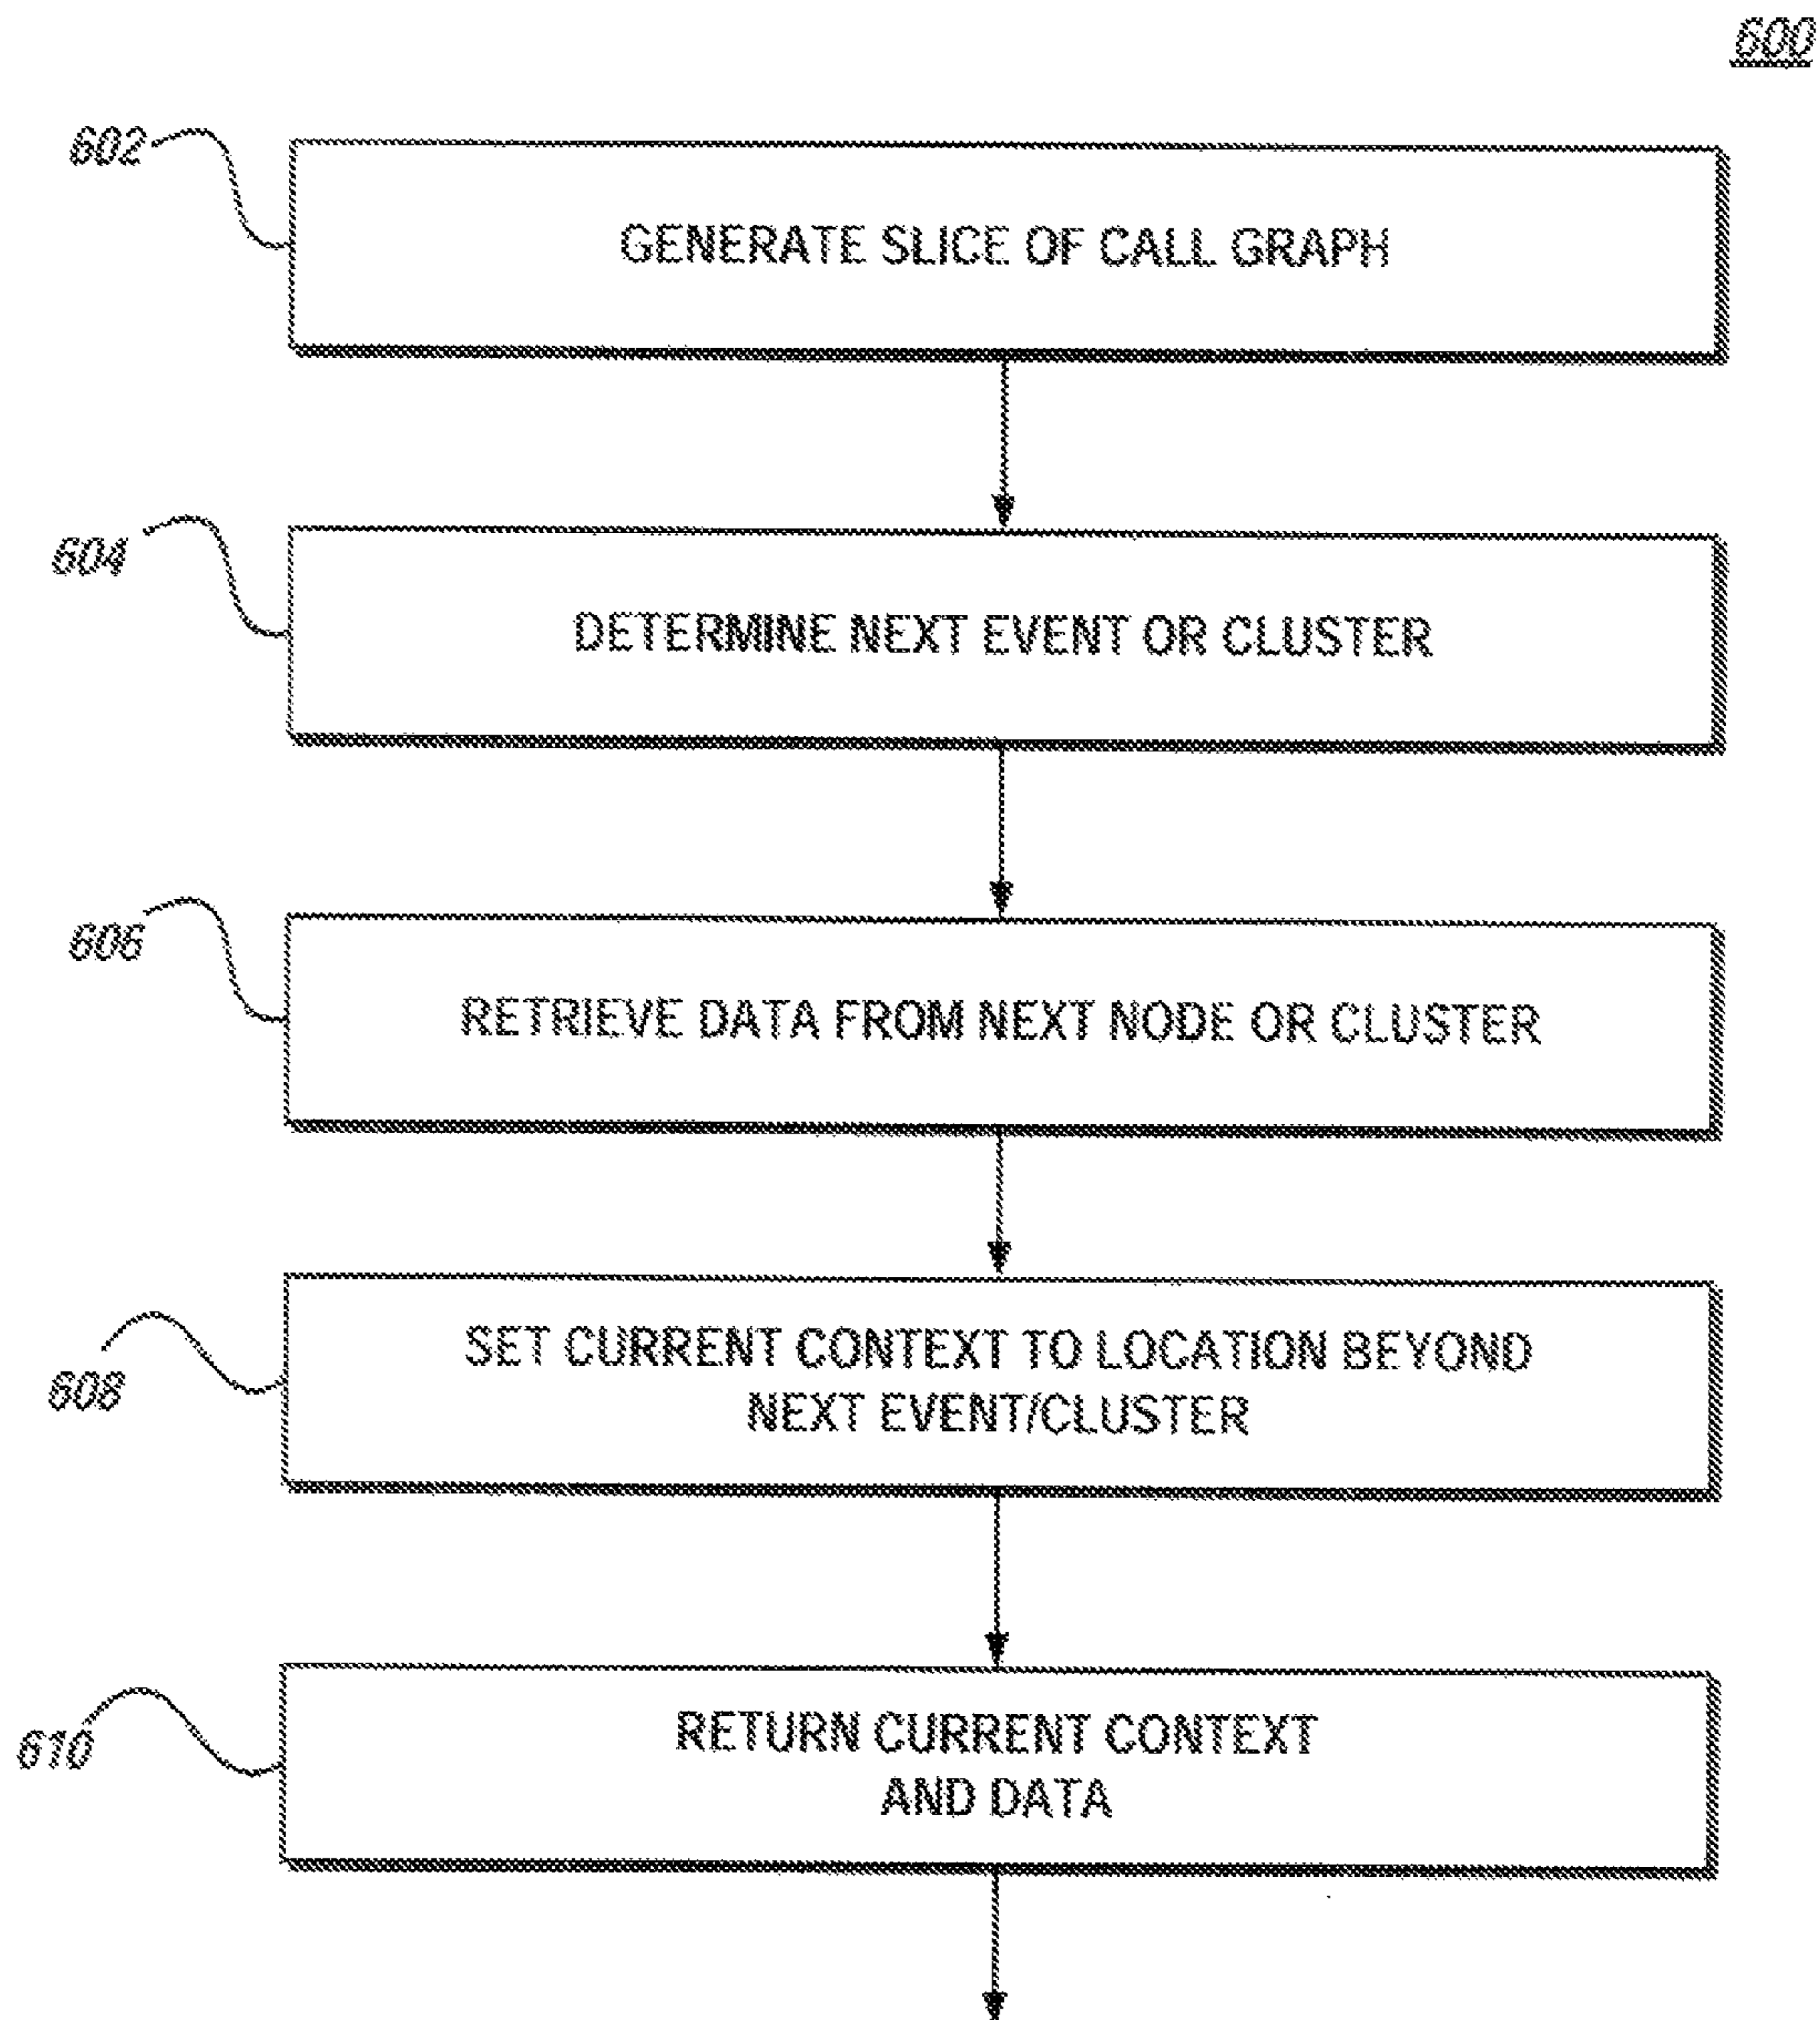 600
602
GENERATE SLICE OF CALL GRAPH
604
DETERMINE NEXT EVENT OR CLUSTER
606
RETRIEVE DATA FROM NEXT NODE OR CLUSTER
608
SET CURRENT CONTEXT TO LOCATION BEYOND
NEXT EVENT/CLUSTER
610
RETURN CURRENT CONTEXT
AND DATA